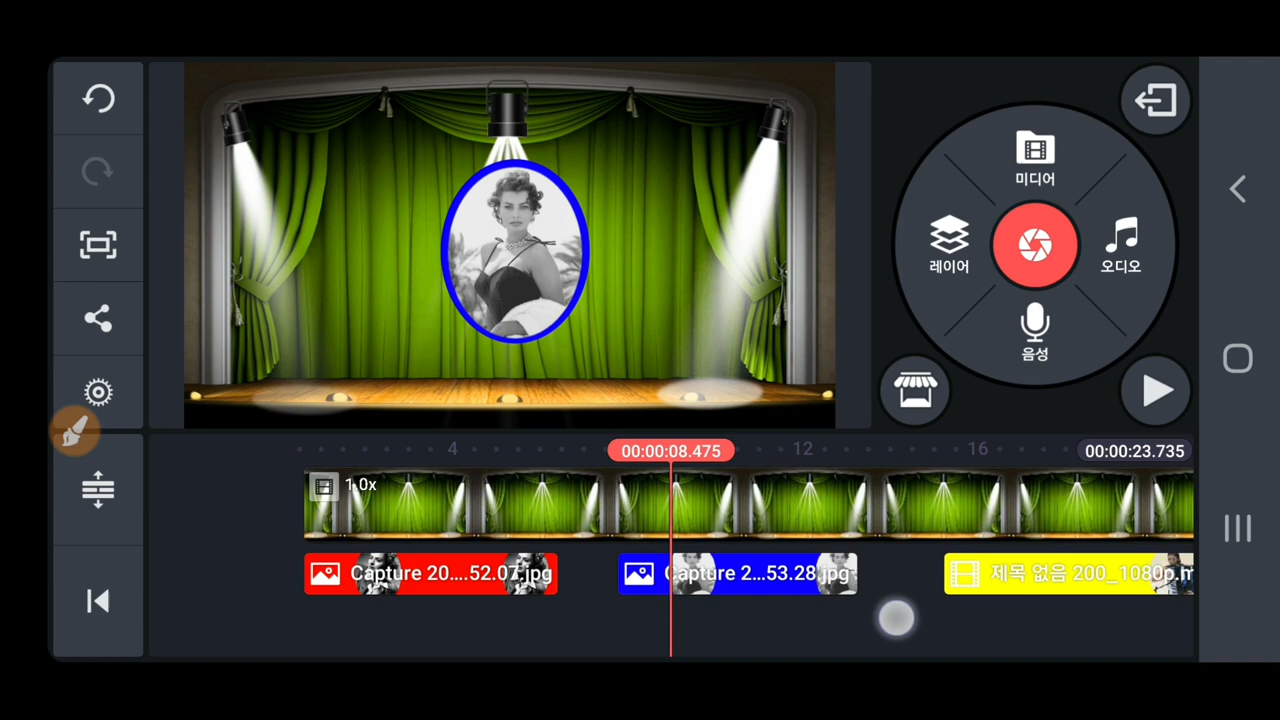 미디어
레이어
오디오
음성
4
00:00:08.475
12
16
00:00:23.735
1.0x
Capture 20....52.07.jpg
Capture 2...53.28.jpg
제목 없음 200_1080p.m